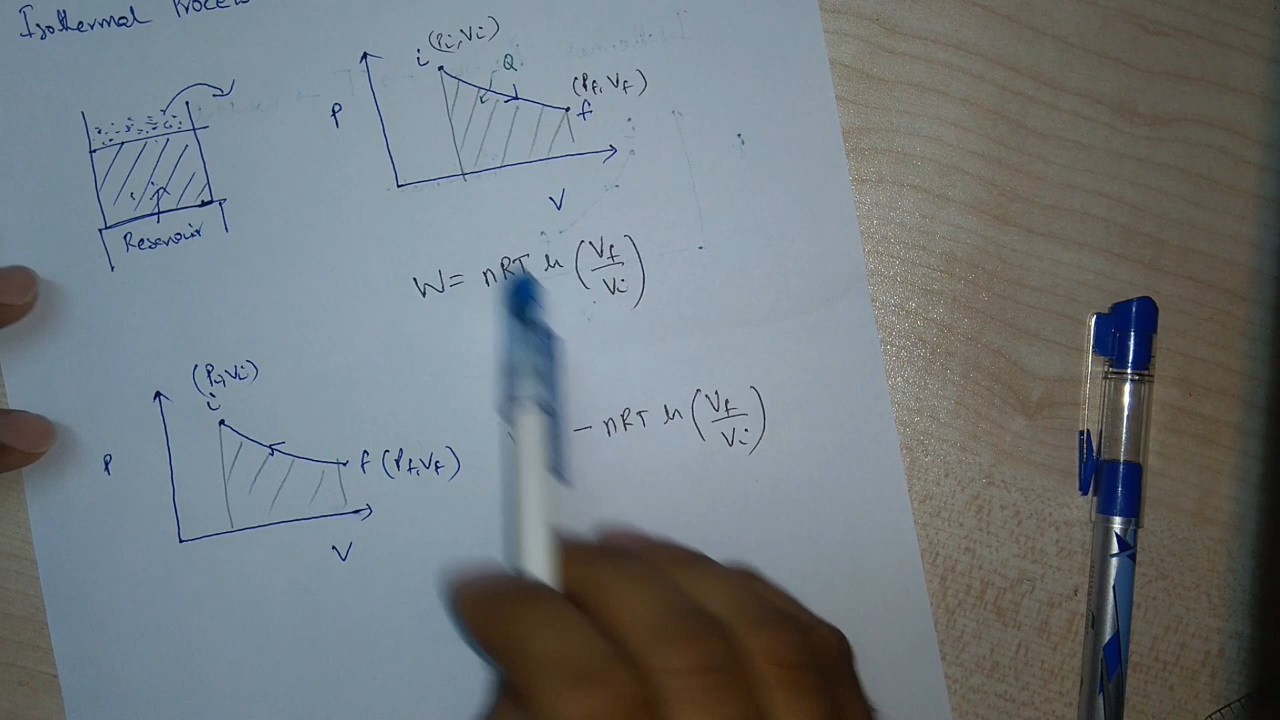 Isothermal Process
i (Pi, Vi)
Q
(Pf, Vf)
f
P
V
Reservoir
W = nRT ln (Vf/Vi)
(Pi, Vi)
i
P
f (Pf, Vf)
V
- nRT ln (Vf/Vi)